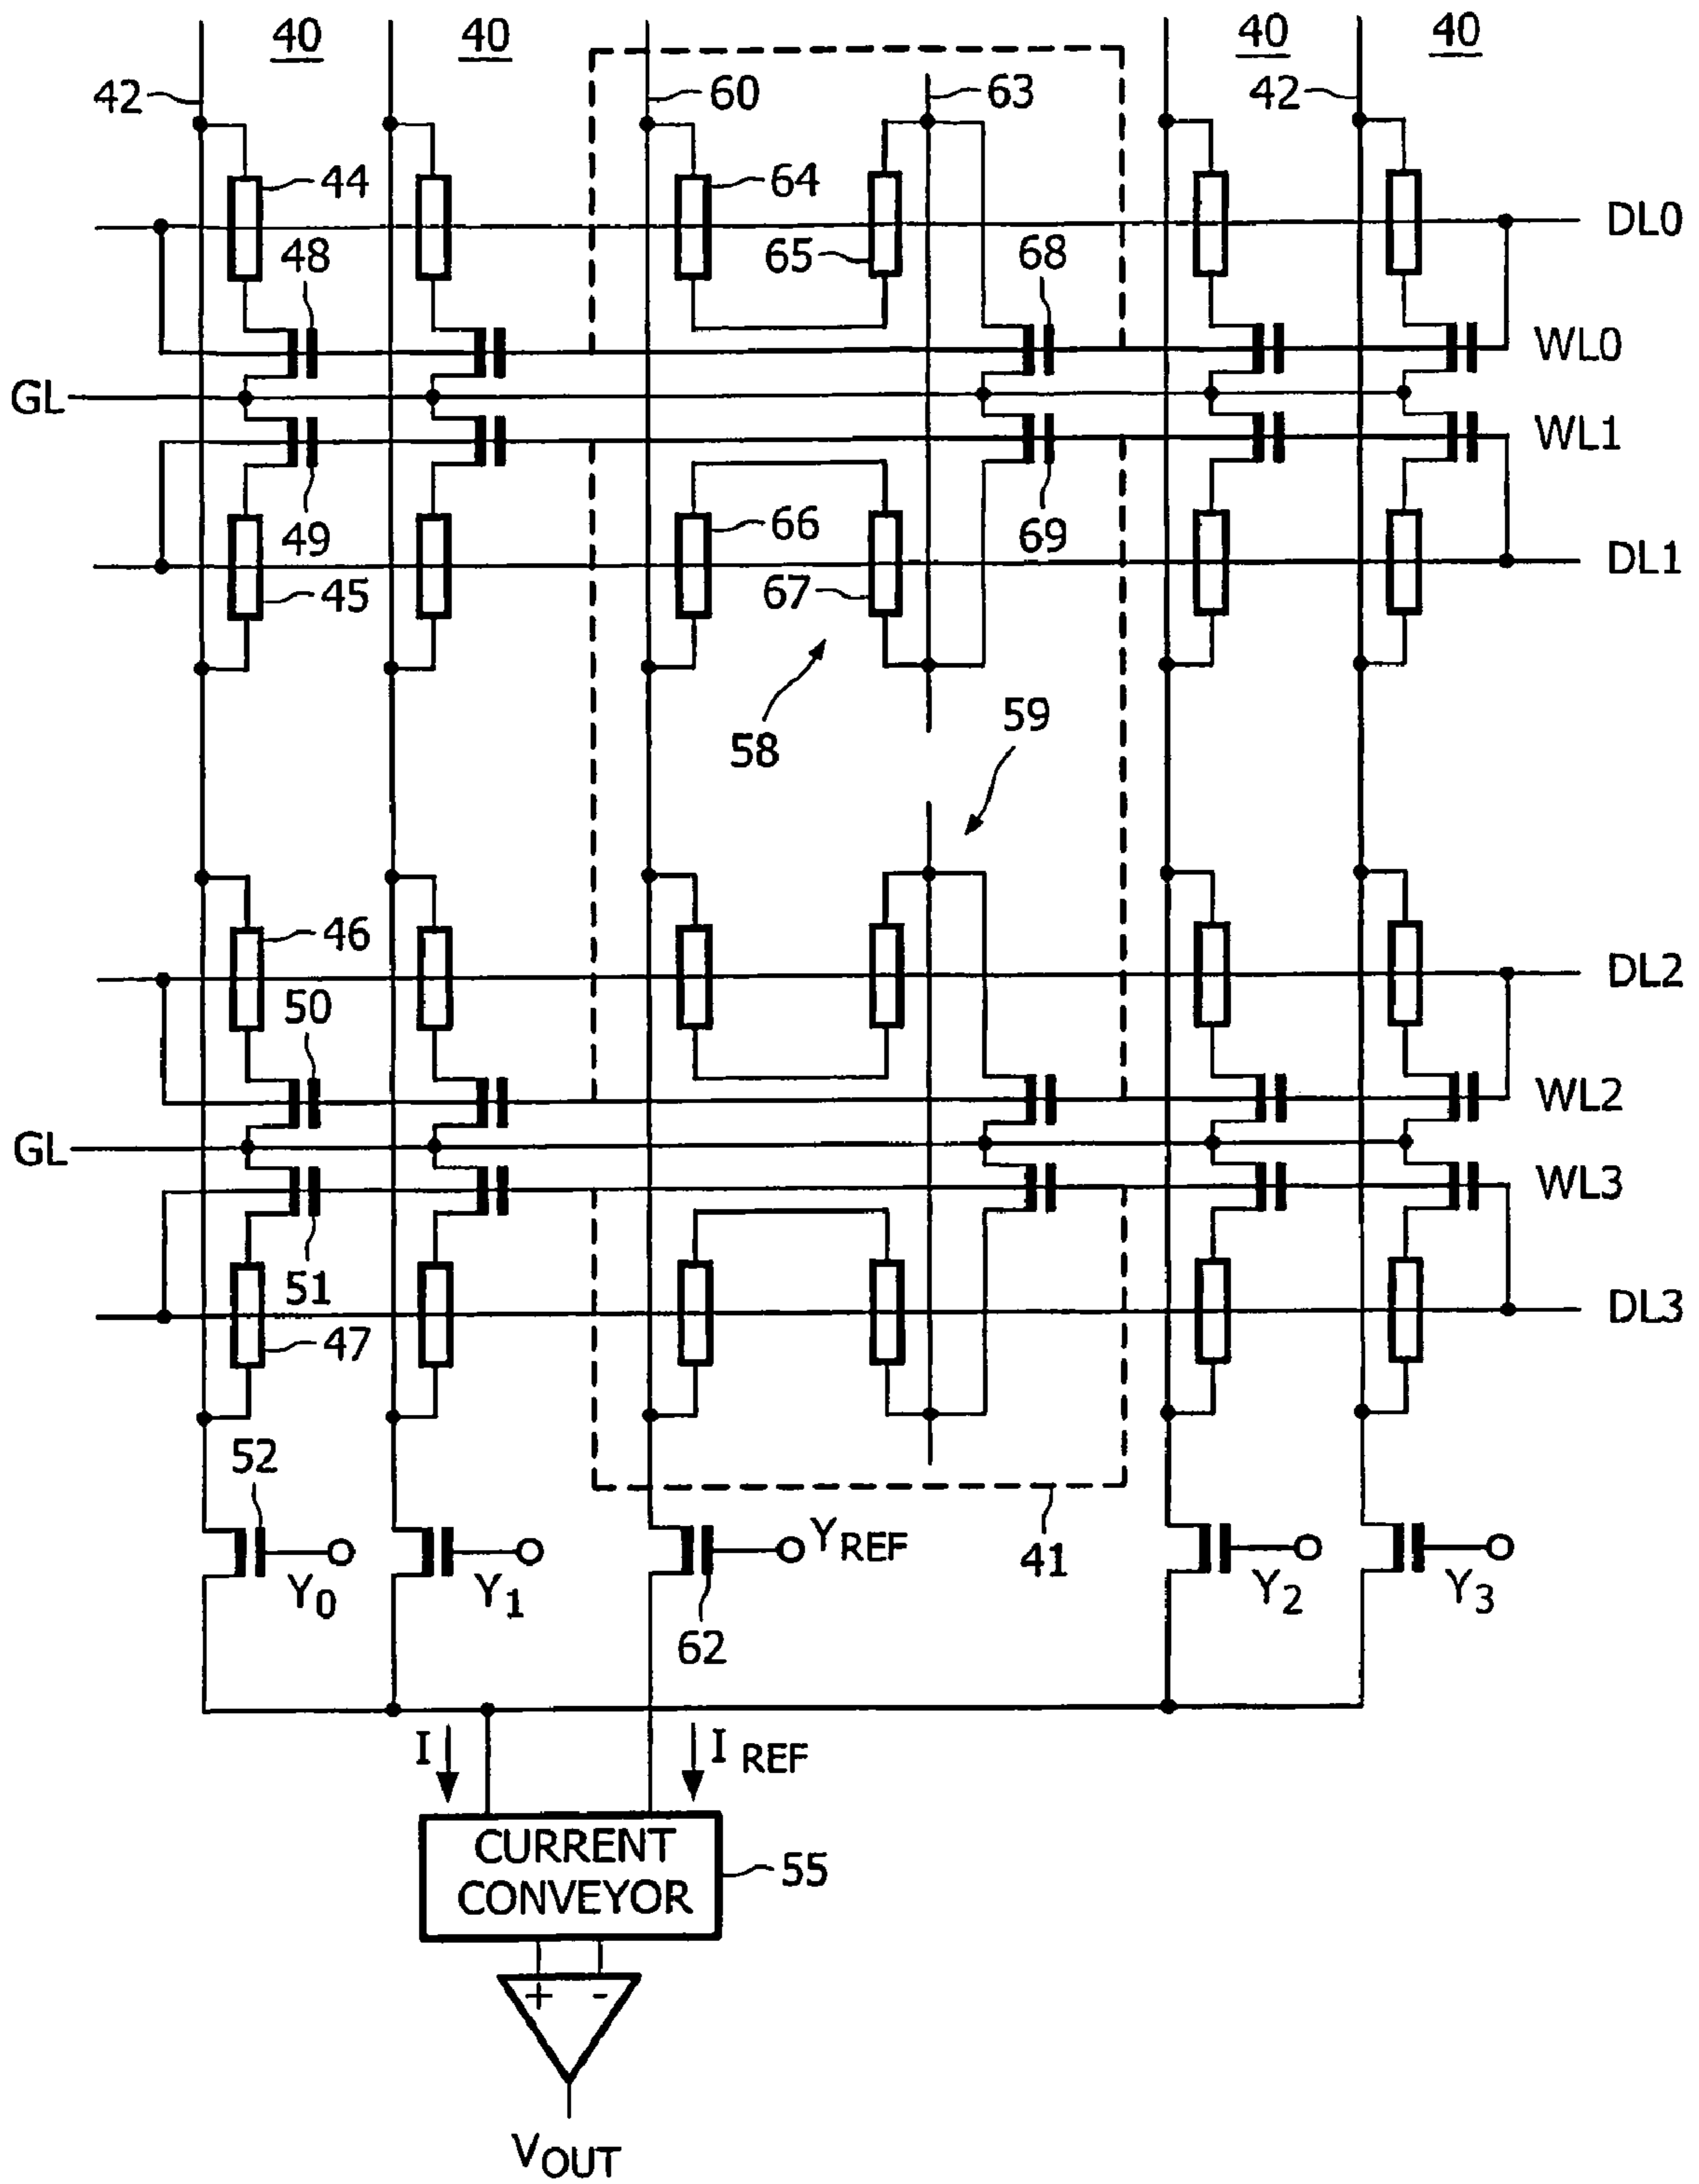 40 40 40 40
42 60 63 42
44 64
DL0
48 65 68
WL0
GL
WL1
49 66 69
DL1
45 67
58 59
46
DL2
50
WL2
GL
WL3
51
DL3
47
52
Y0 Y1 YREF 41 Y2 Y3
62
I IREF
CURRENT
CONVEYOR
55
+ -
VOUT